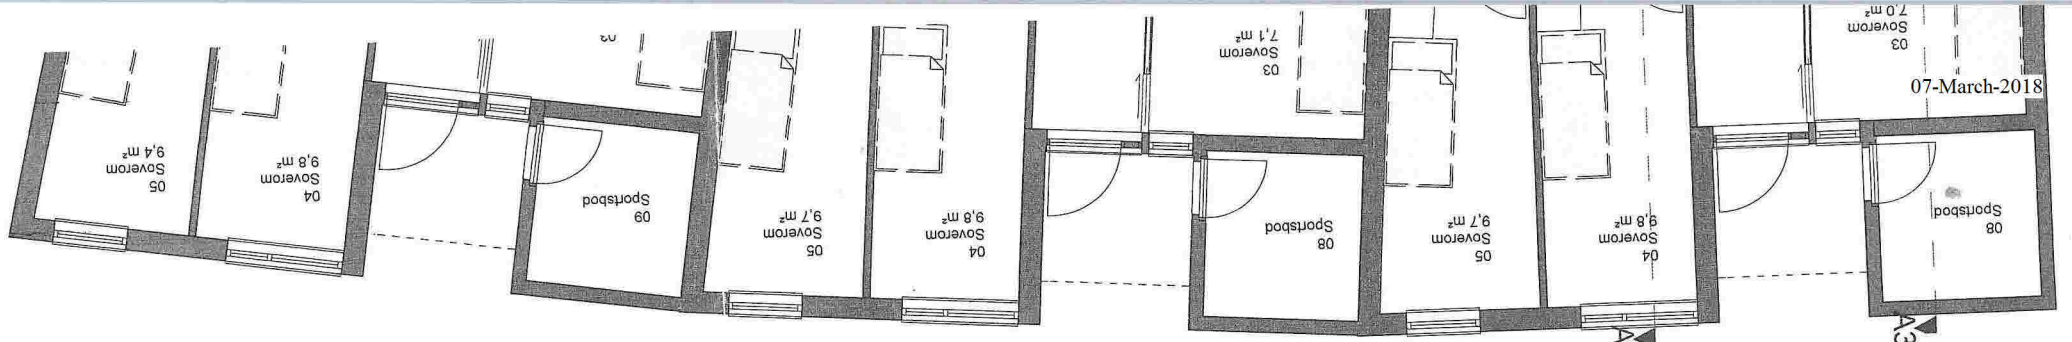 05
Soverom
9,4 m²
04
Soverom
9,8 m²
03
09
Sportsbod
05
Soverom
9,7 m²
04
Soverom
9,8 m²
03
Soverom
7,1 m²
08
Sportsbod
05
Soverom
9,7 m²
04
Soverom
9,8 m²
03
Soverom
7,0 m²
07-March-2018
08
Sportsbod
A